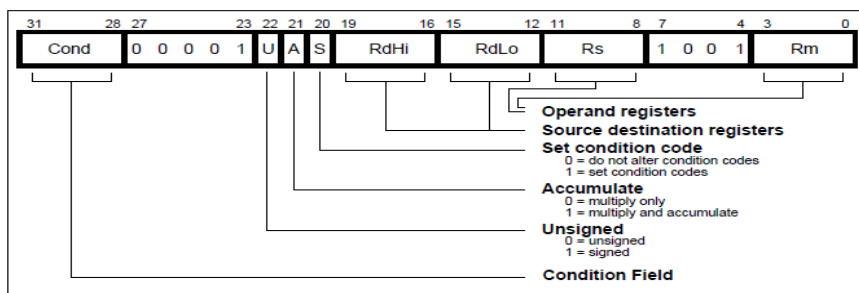 31 28 27 23 22 21 20 19 16 15 12 11 8 7 4 3 0
Cond 0 0 0 0 1 U A S RdHi RdLo Rs 1 0 0 1 Rm
Operand registers
Source destination registers
Set condition code
0 = do not alter condition codes
1 = set condition codes
Accumulate
0 = multiply only
1 = multiply and accumulate
Unsigned
0 = unsigned
1 = signed
Condition Field